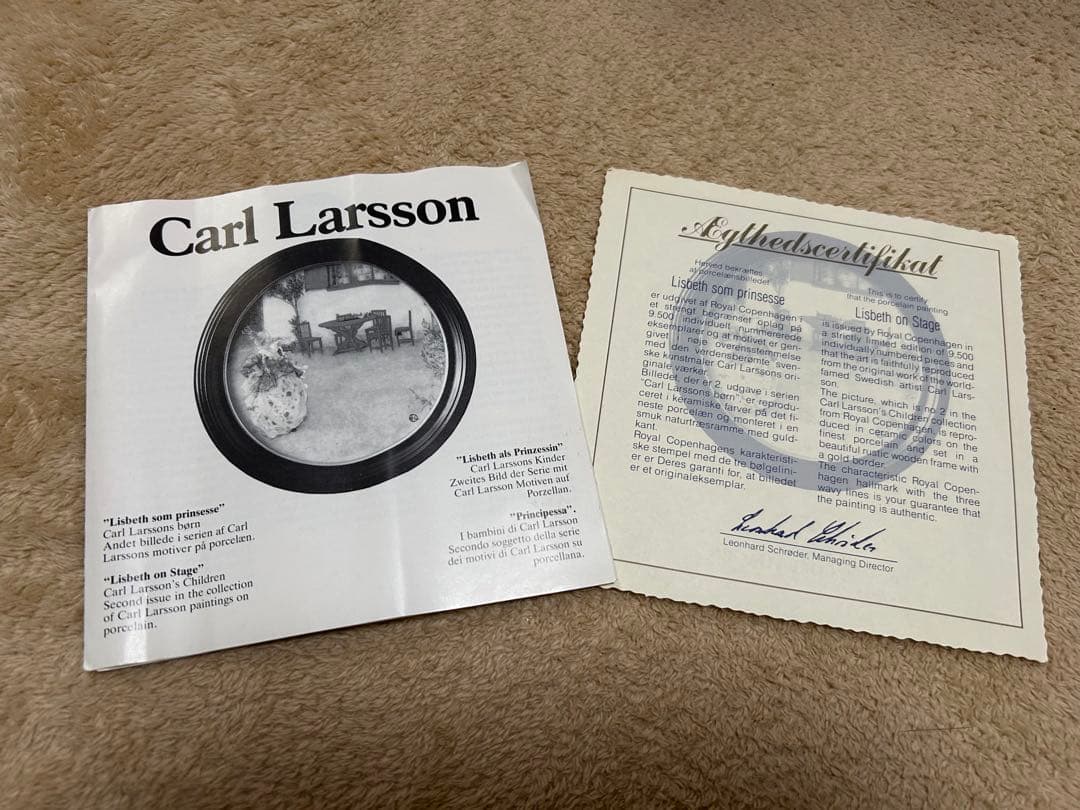 Carl Larsson
"Lisbeth som prinsesse"
Carl Larssons børn
Andet billede i serien af Carl
Larssons motiver på porcelæn.
"Lisbeth on Stage"
Carl Larsson's Children
Second issue in the collection
of Carl Larsson paintings on
porcelain.
"Lisbeth als Prinzessin"
Carl Larssons Kinder
Zweites Bild der Serie mit
Carl Larsson Motiven auf
Porzellan.
"Principessa".
I bambini di Carl Larsson
Secondo soggetto della serie
dei motivi di Carl Larsson su
porcellana.
Ægthedscertifikat
Herved bekræftes
at porcelænsbilledet
Lisbeth som prinsesse
er udgivet af Royal Copenhagen i
et strengt begrænset oplag på
9.500 individuelt nummererede
eksemplarer og at motivet er gen-
givet i nøje overensstemmelse
med den verdensberømte sven-
ske kunstmaler Carl Larssons ori-
ginale værker.
Billedet, der er 2. udgave i serien
"Carl Larssons børn", er reprodu-
ceret i keramiske farver på det fi-
neste porcelæn og monteret i en
smuk naturtræsramme med guld-
kant.
Royal Copenhagens karakteristi-
ske stempel med de tre bølgelini-
er er Deres garanti for, at billedet
er et originaleksemplar.
This is to certify
that the porcelain painting
Lisbeth on Stage
is issued by Royal Copenhagen in
a strictly limited edition of 9.500
individually numbered pieces and
that the art is faithfully reproduced
from the original work of the world-
famed Swedish artist Carl Lars-
son.
The picture, which is no 2 in the
Carl Larsson's Children collection
from Royal Copenhagen, is repro-
duced in ceramic colors on the
finest porcelain and set in a
beautiful rustic wooden frame with
a gold border.
The characteristic Royal Copen-
hagen hallmark with the three
wavy lines is your guarantee that
the painting is authentic.
Leonhard Schrøder
Leonhard Schrøder, Managing Director